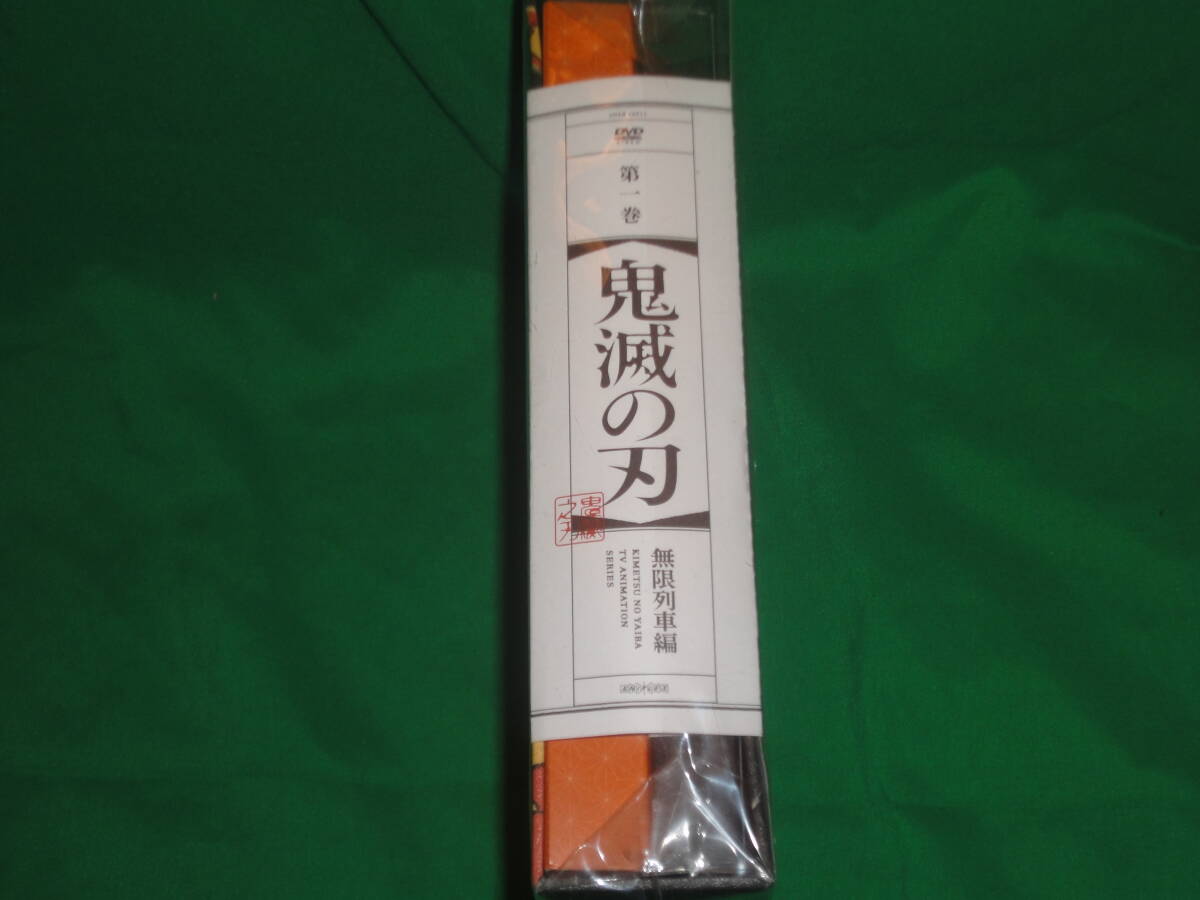 DVD
第一巻
鬼滅の刃
無限列車編
KIMETSU NO YAIBA
TV ANIMATION
SERIES